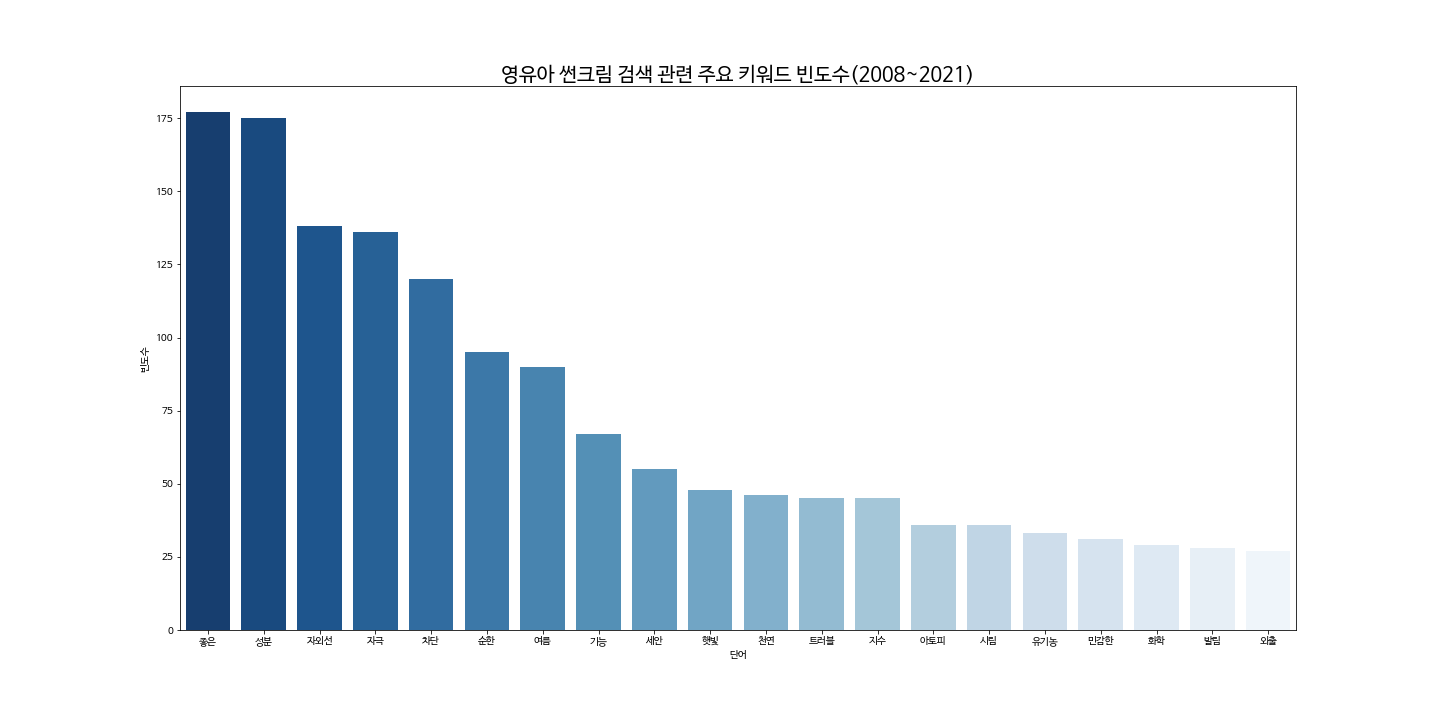 영유아 썬크림 검색 관련 주요 키워드 빈도수(2008~2021)
175
150
125
100
75
50
25
0
빈도수
좋은 성분 자외선 자극 차단 순한 여름 기능 세안 햇빛 천연 트러블 지수 아토피 시림 유기농 민감한 화학 발림 외출
단어